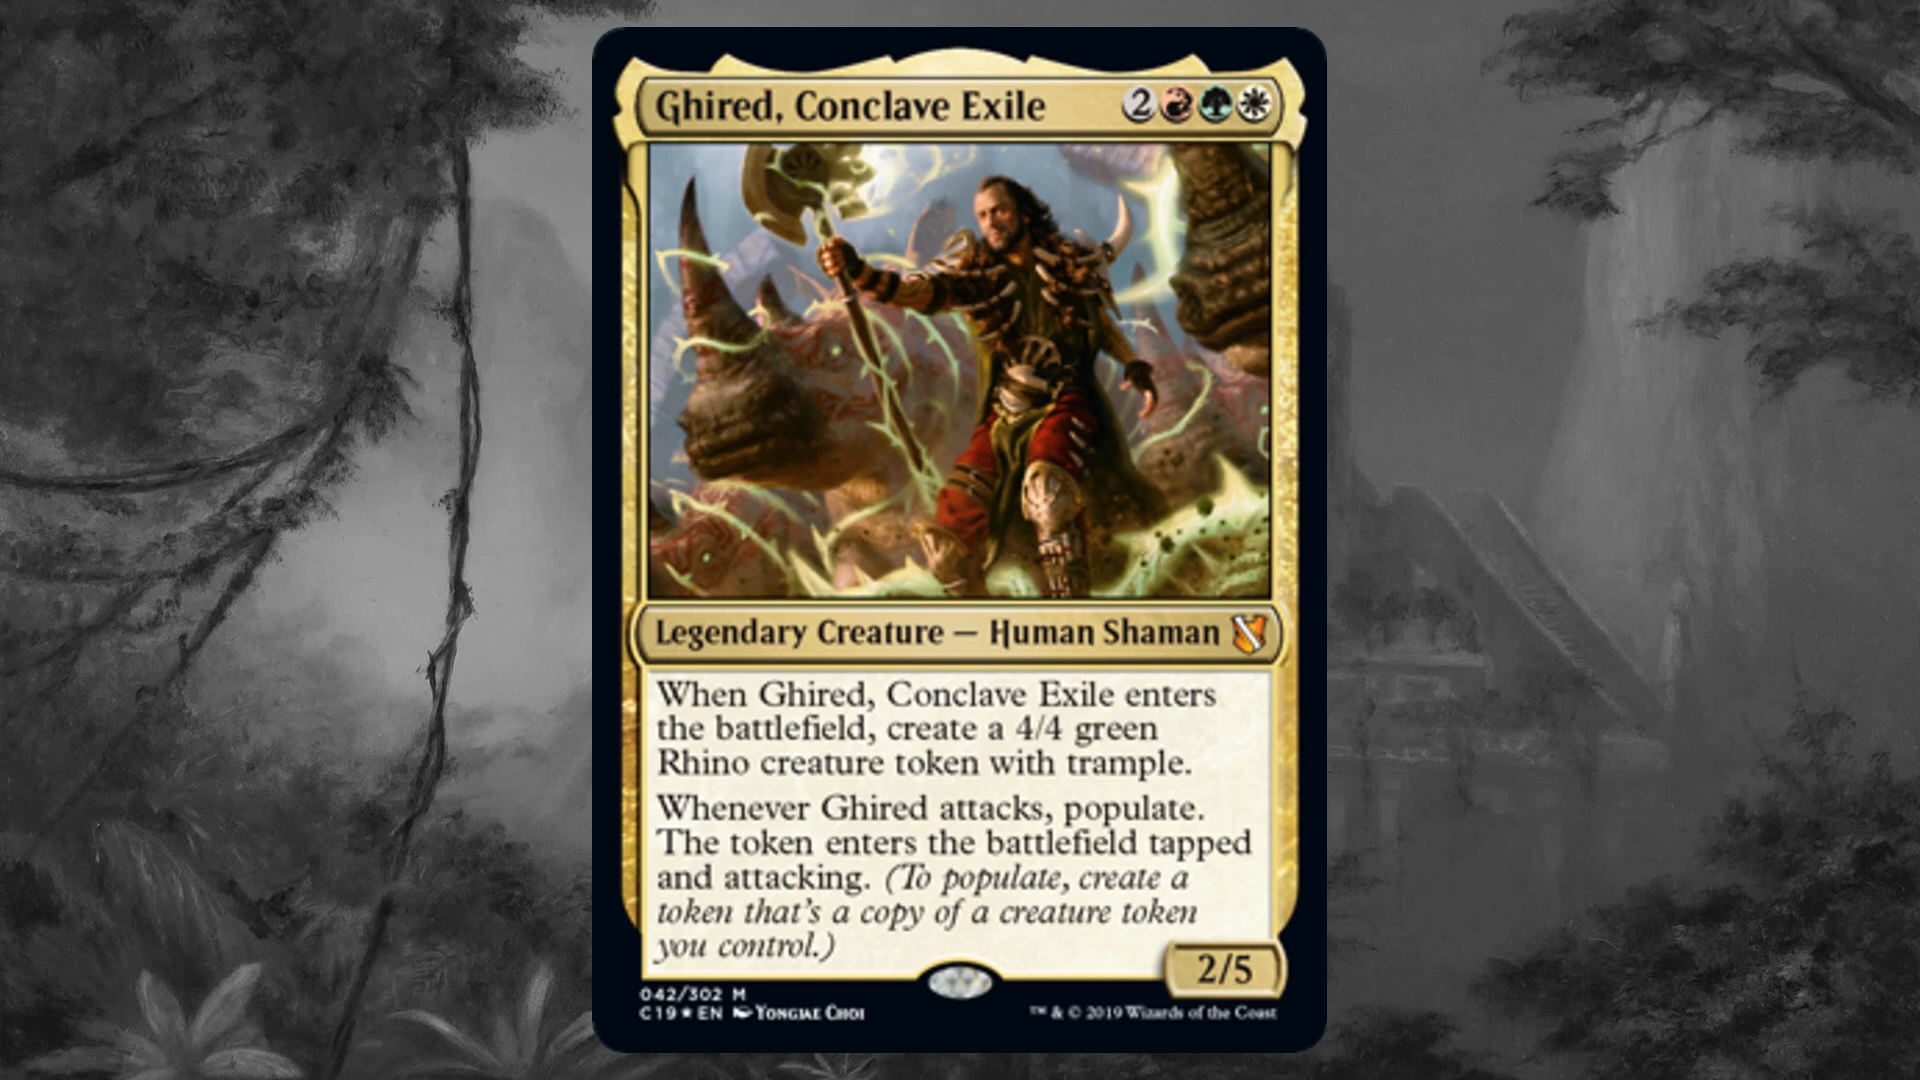 Ghired, Conclave Exile 2
Legendary Creature — Human Shaman
When Ghired, Conclave Exile enters
the battlefield, create a 4/4 green
Rhino creature token with trample.
Whenever Ghired attacks, populate.
The token enters the battlefield tapped
and attacking. (To populate, create a
token that's a copy of a creature token
you control.)
2/5
042/302 M
C19★EN Yongjae Choi
™ & © 2019 Wizards of the Coast